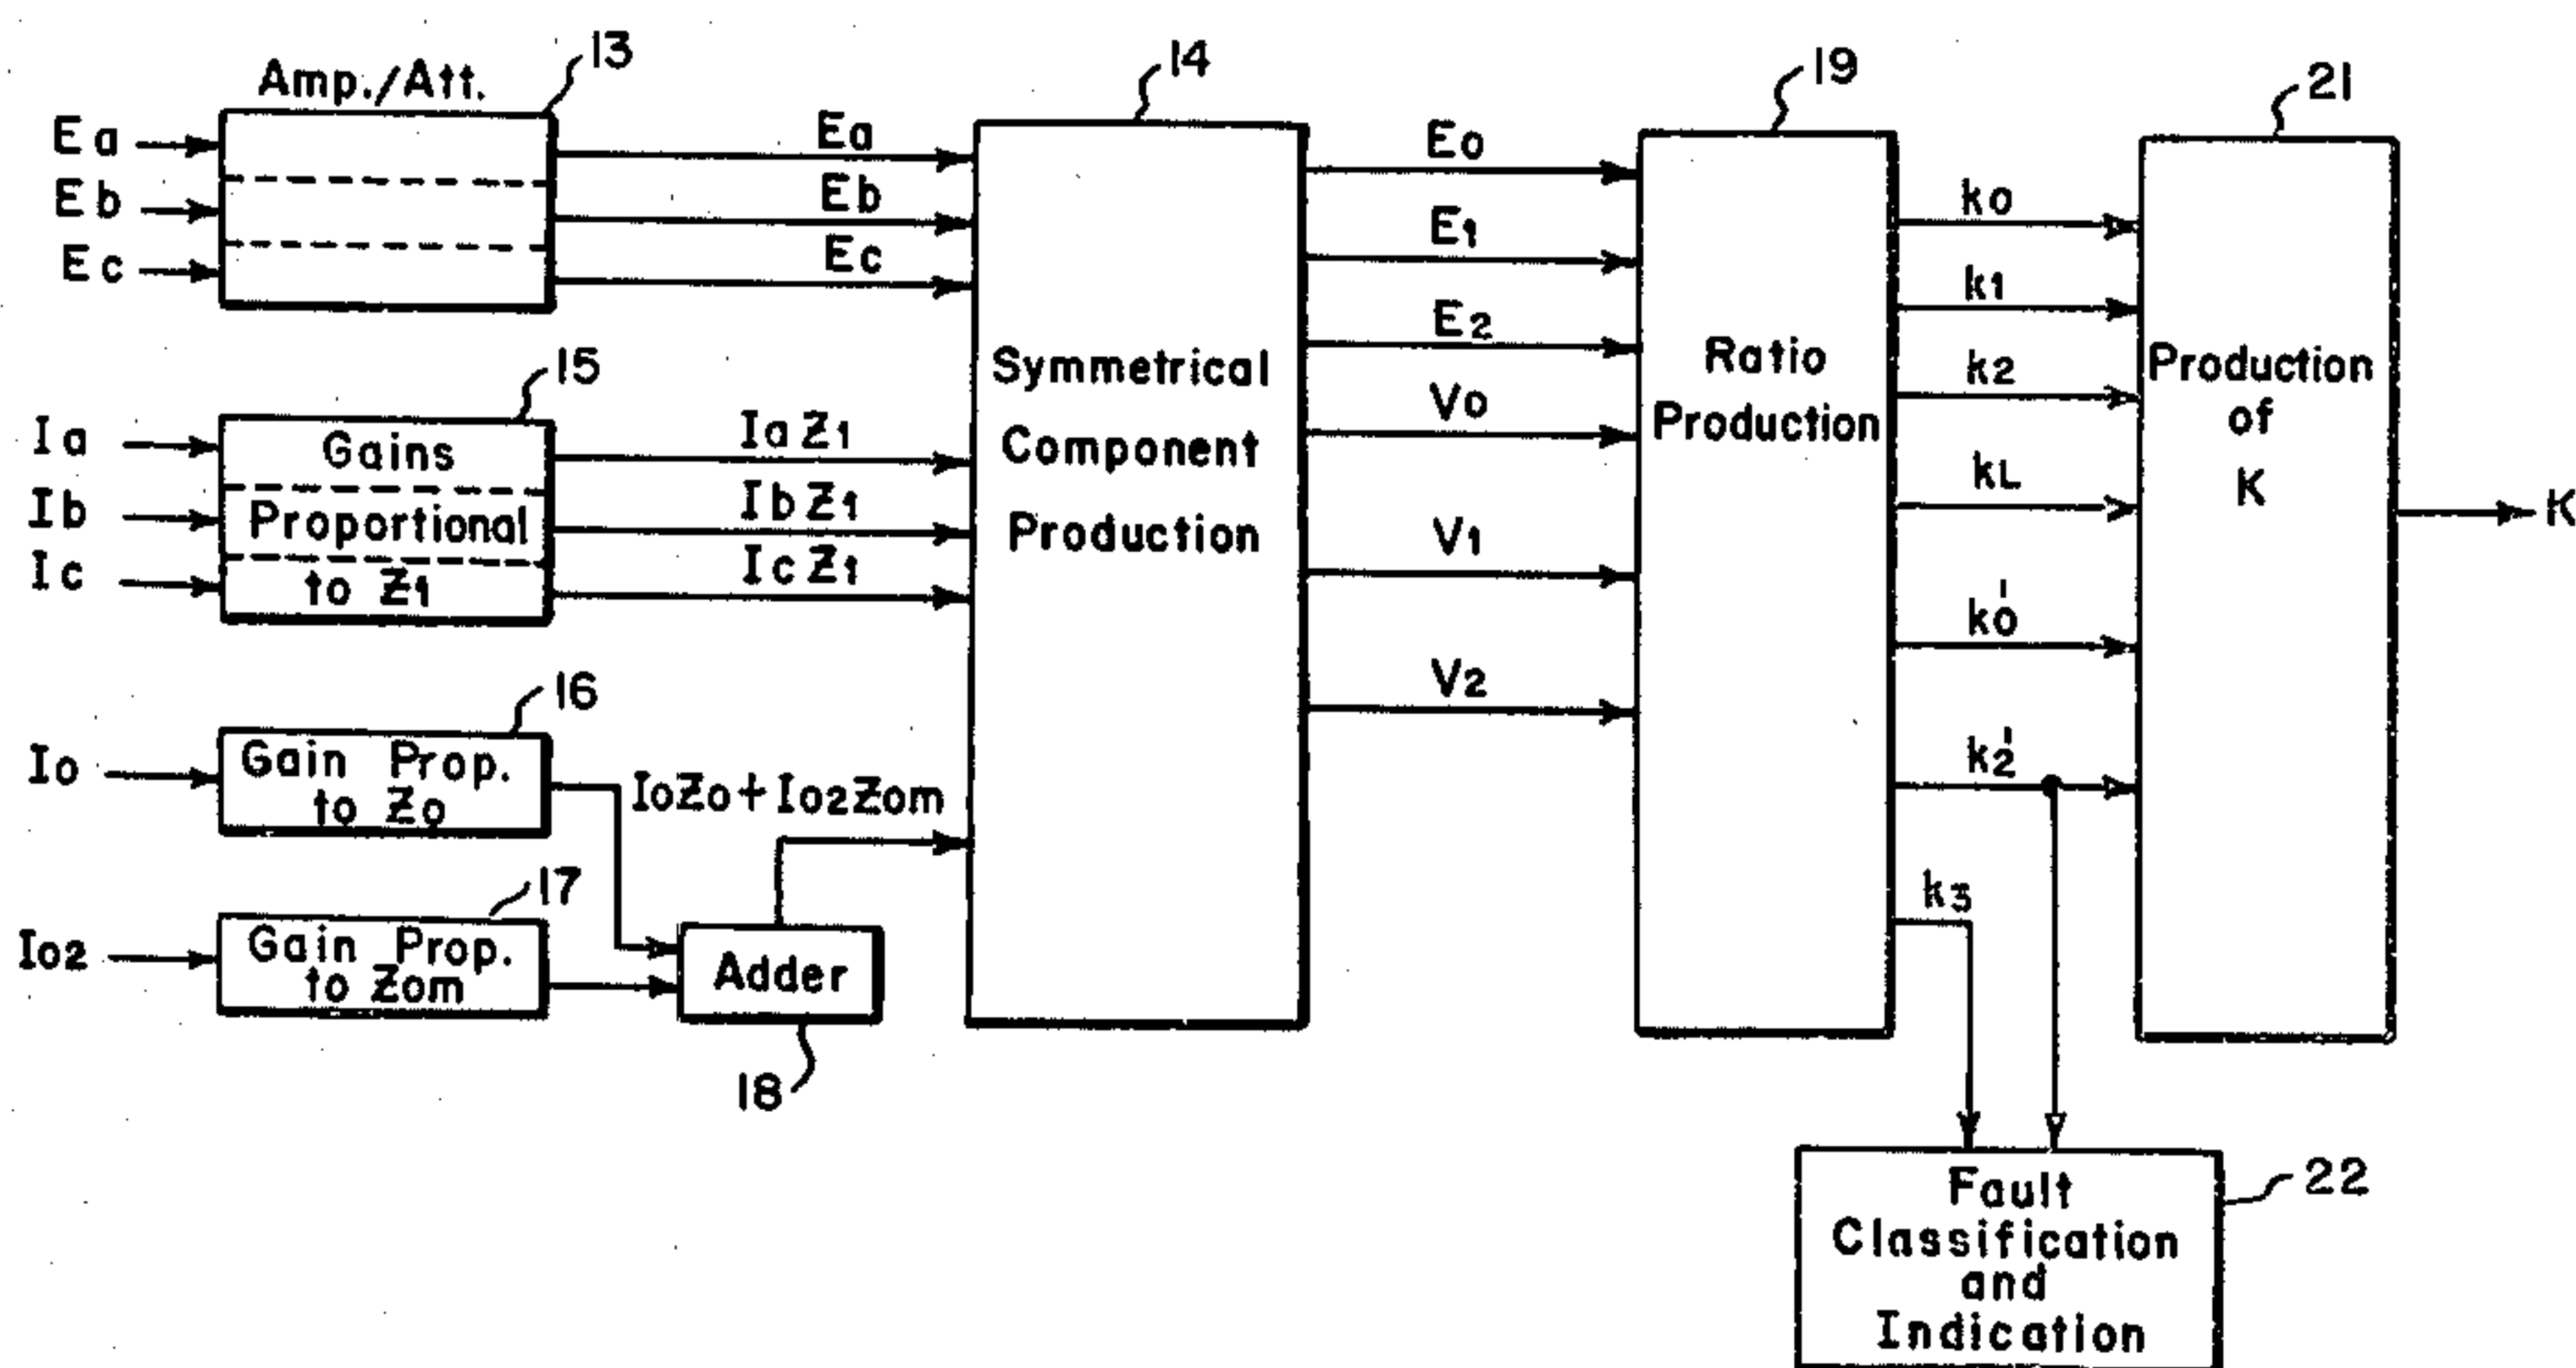 Amp./Att.
13
Ea
Eb
Ec
Ea
Eb
Ec
15
Ia
Ib
Ic
Gains
Proportional
to Z1
IaZ1
IbZ1
IcZ1
16
Io
Gain Prop.
to Zo
17
Io2
Gain Prop.
to Zom
IoZo+Io2Zom
Adder
18
14
Symmetrical
Component
Production
Eo
E1
E2
Vo
V1
V2
19
Ratio
Production
ko
k1
k2
kL
ko'
k2'
k3
21
Production
of
K
K
22
Fault
Classification
and
Indication